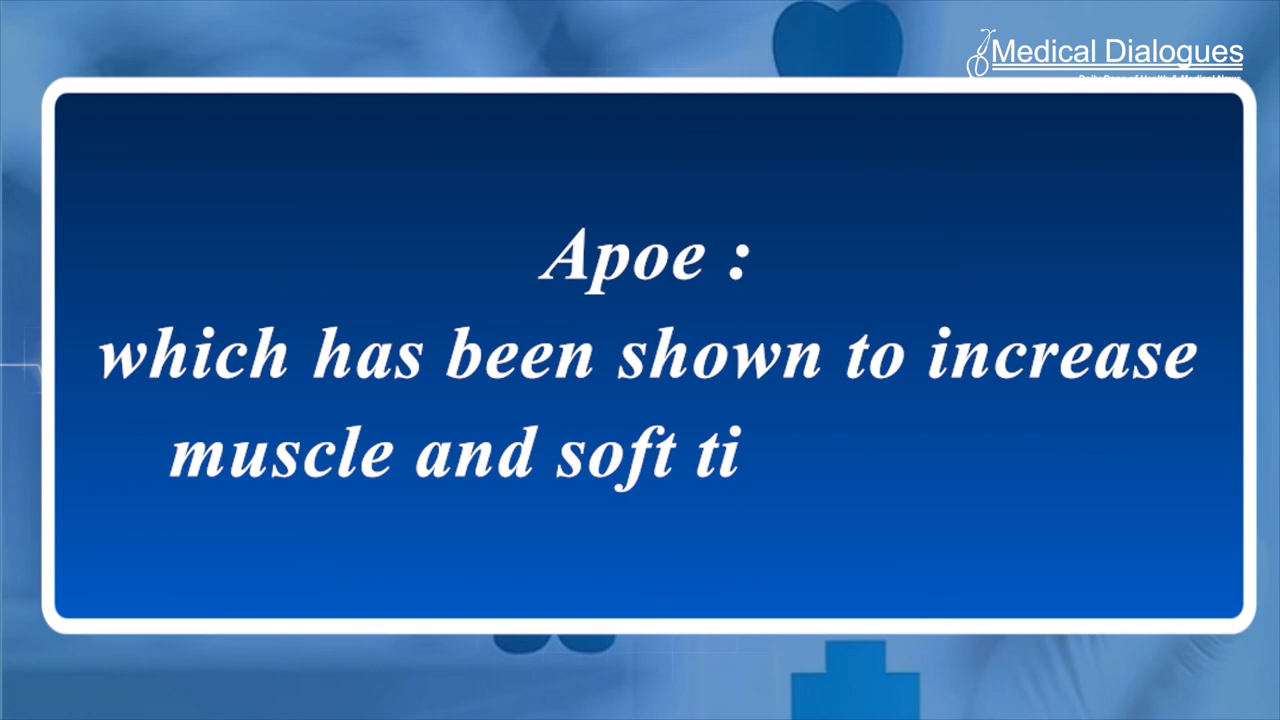 Medical Dialogues
Apoe :
which has been shown to increase
muscle and soft ti